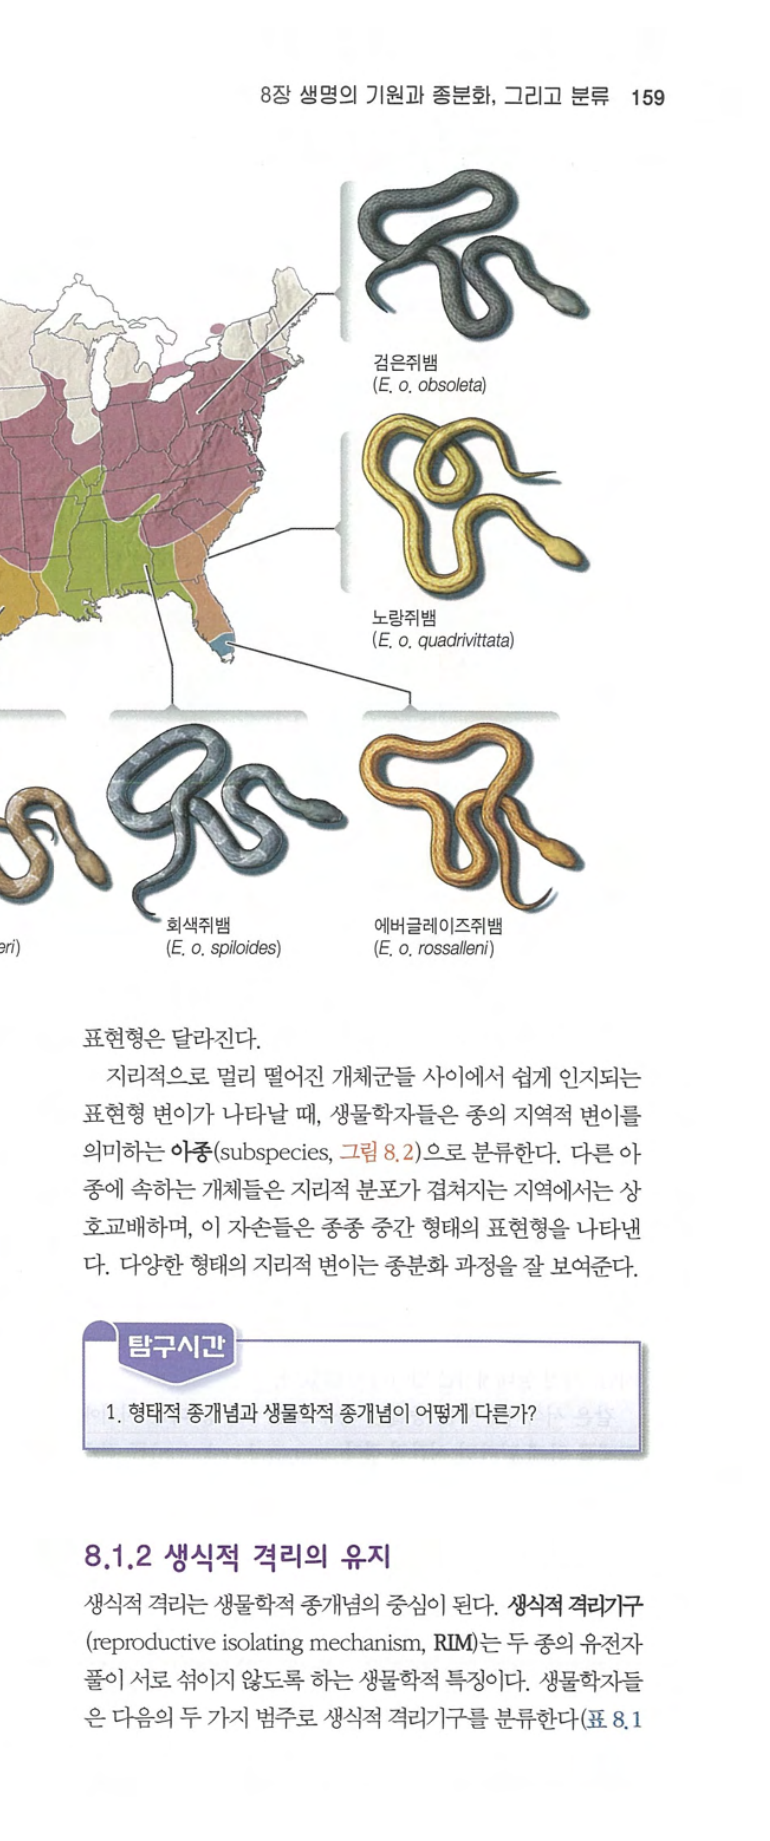 8장 생명의 기원과 종분화, 그리고 분류 159
검은쥐뱀
(E. o. obsoleta)
노랑쥐뱀
(E. o. quadrivittata)
eri)
회색쥐뱀
(E. o. spiloides)
에버글레이즈쥐뱀
(E. o. rossalleni)
표현형은 달라진다.
지리적으로 멀리 떨어진 개체군들 사이에서 쉽게 인지되는
표현형 변이가 나타날 때, 생물학자들은 종의 지역적 변이를
의미하는 아종(subspecies, 그림 8.2)으로 분류한다. 다른 아
종에 속하는 개체들은 지리적 분포가 겹쳐지는 지역에서는 상
호교배하며, 이 자손들은 종종 중간 형태의 표현형을 나타낸
다. 다양한 형태의 지리적 변이는 종분화 과정을 잘 보여준다.
탐구시간
1. 형태적 종개념과 생물학적 종개념이 어떻게 다른가?
8.1.2 생식적 격리의 유지
생식적 격리는 생물학적 종개념의 중심이 된다. 생식적 격리기구
(reproductive isolating mechanism, RIM)는 두 종의 유전자
풀이 서로 섞이지 않도록 하는 생물학적 특징이다. 생물학자들
은 다음의 두 가지 범주로 생식적 격리기구를 분류한다(표 8.1